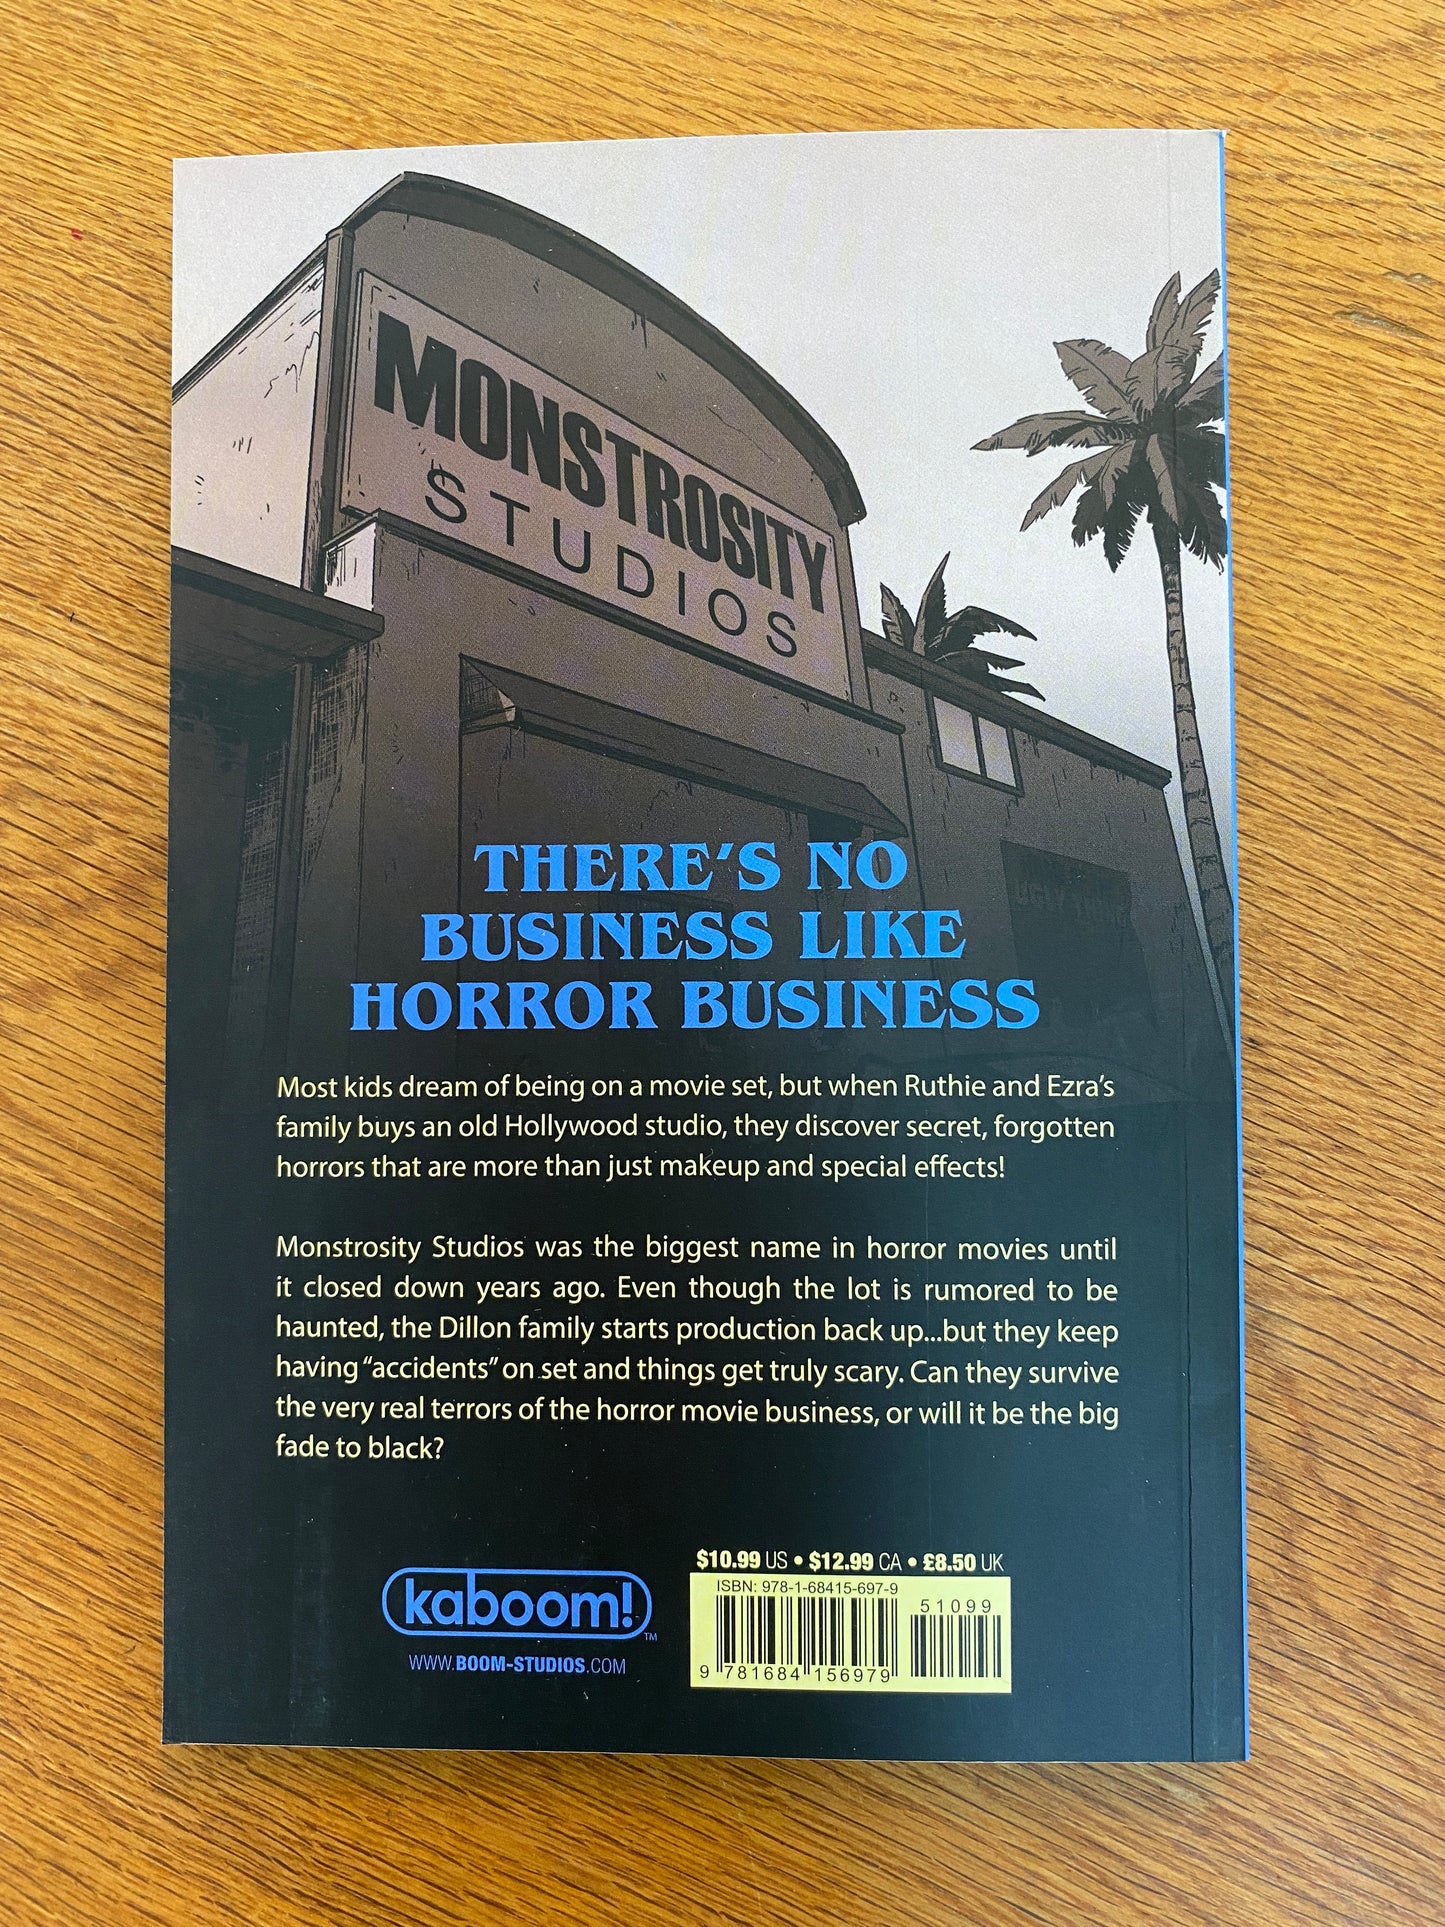 MONSTROSITY
STUDIOS
THERE'S NO
BUSINESS LIKE
HORROR BUSINESS
Most kids dream of being on a movie set, but when Ruthie and Ezra's
family buys an old Hollywood studio, they discover secret, forgotten
horrors that are more than just makeup and special effects!
Monstrosity Studios was the biggest name in horror movies until
it closed down years ago. Even though the lot is rumored to be
haunted, the Dillon family starts production back up...but they keep
having "accidents" on set and things get truly scary. Can they survive
the very real terrors of the horror movie business, or will it be the big
fade to black?
kaboom!™
WWW.BOOM-STUDIOS.COM
$10.99 US • $12.99 CA • £8.50 UK
ISBN: 978-1-68415-697-9
51099
9 781684 156979